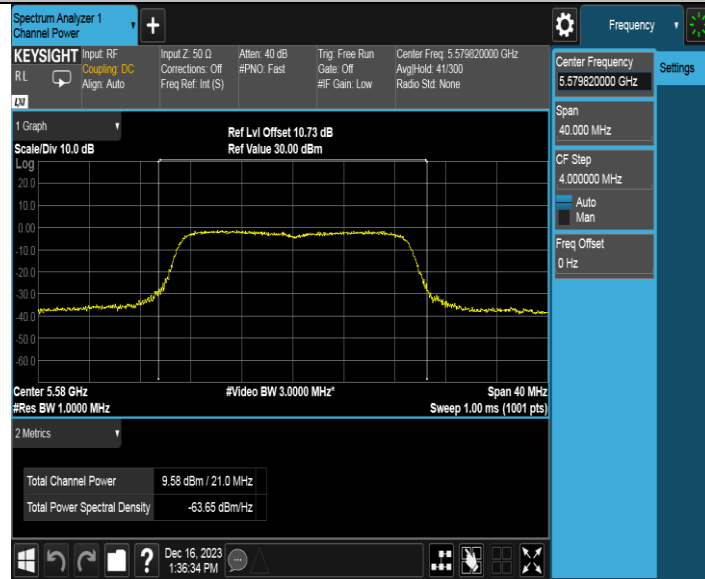 Spectrum Analyzer 1
Channel Power
+
Frequency
KEYSIGHT
RL
LXI
Input: RF
Coupling: DC
Align: Auto
Input Z: 50 Ω
Corrections: Off
Freq Ref: Int (S)
Atten: 40 dB
#PNO: Fast
Trig: Free Run
Gate: Off
#IF Gain: Low
Center Freq: 5.579820000 GHz
Avg|Hold: 41/300
Radio Std: None
Center Frequency
5.579820000 GHz
Settings
Span
40.000 MHz
CF Step
4.000000 MHz
Auto
Man
Freq Offset
0 Hz
1 Graph
Scale/Div 10.0 dB
Ref Lvl Offset 10.73 dB
Ref Value 30.00 dBm
Log
20.0
10.0
0.00
-10.0
-20.0
-30.0
-40.0
-50.0
-60.0
Center 5.58 GHz
#Video BW 3.0000 MHz*
Span 40 MHz
#Res BW 1.0000 MHz
Sweep 1.00 ms (1001 pts)
2 Metrics
Total Channel Power 9.58 dBm / 21.0 MHz
Total Power Spectral Density -63.65 dBm/Hz
?
Dec 16, 2023
1:36:34 PM